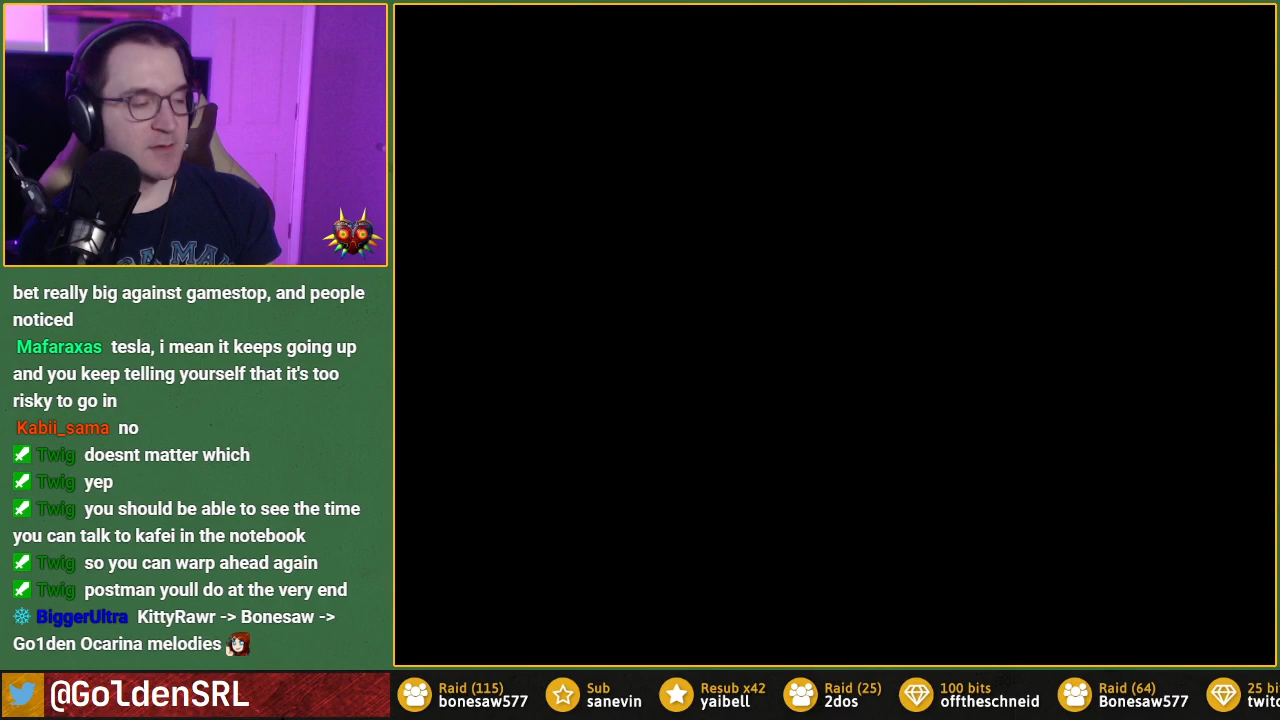 bet really big against gamestop, and people
noticed
Mafaraxas tesla, i mean it keeps going up
and you keep telling yourself that it's too
risky to go in
Kabii_sama no
Twig doesnt matter which
Twig yep
Twig you should be able to see the time
you can talk to kafei in the notebook
Twig so you can warp ahead again
Twig postman youll do at the very end
BiggerUltra KittyRawr -> Bonesaw ->
Go1den Ocarina melodies
@GoldenSRL
Raid (115)
bonesaw577
Sub
sanevin
Resub x42
yaibell
Raid (25)
2dos
100 bits
offtheschneid
Raid (64)
Bonesaw577
25 bi
twit